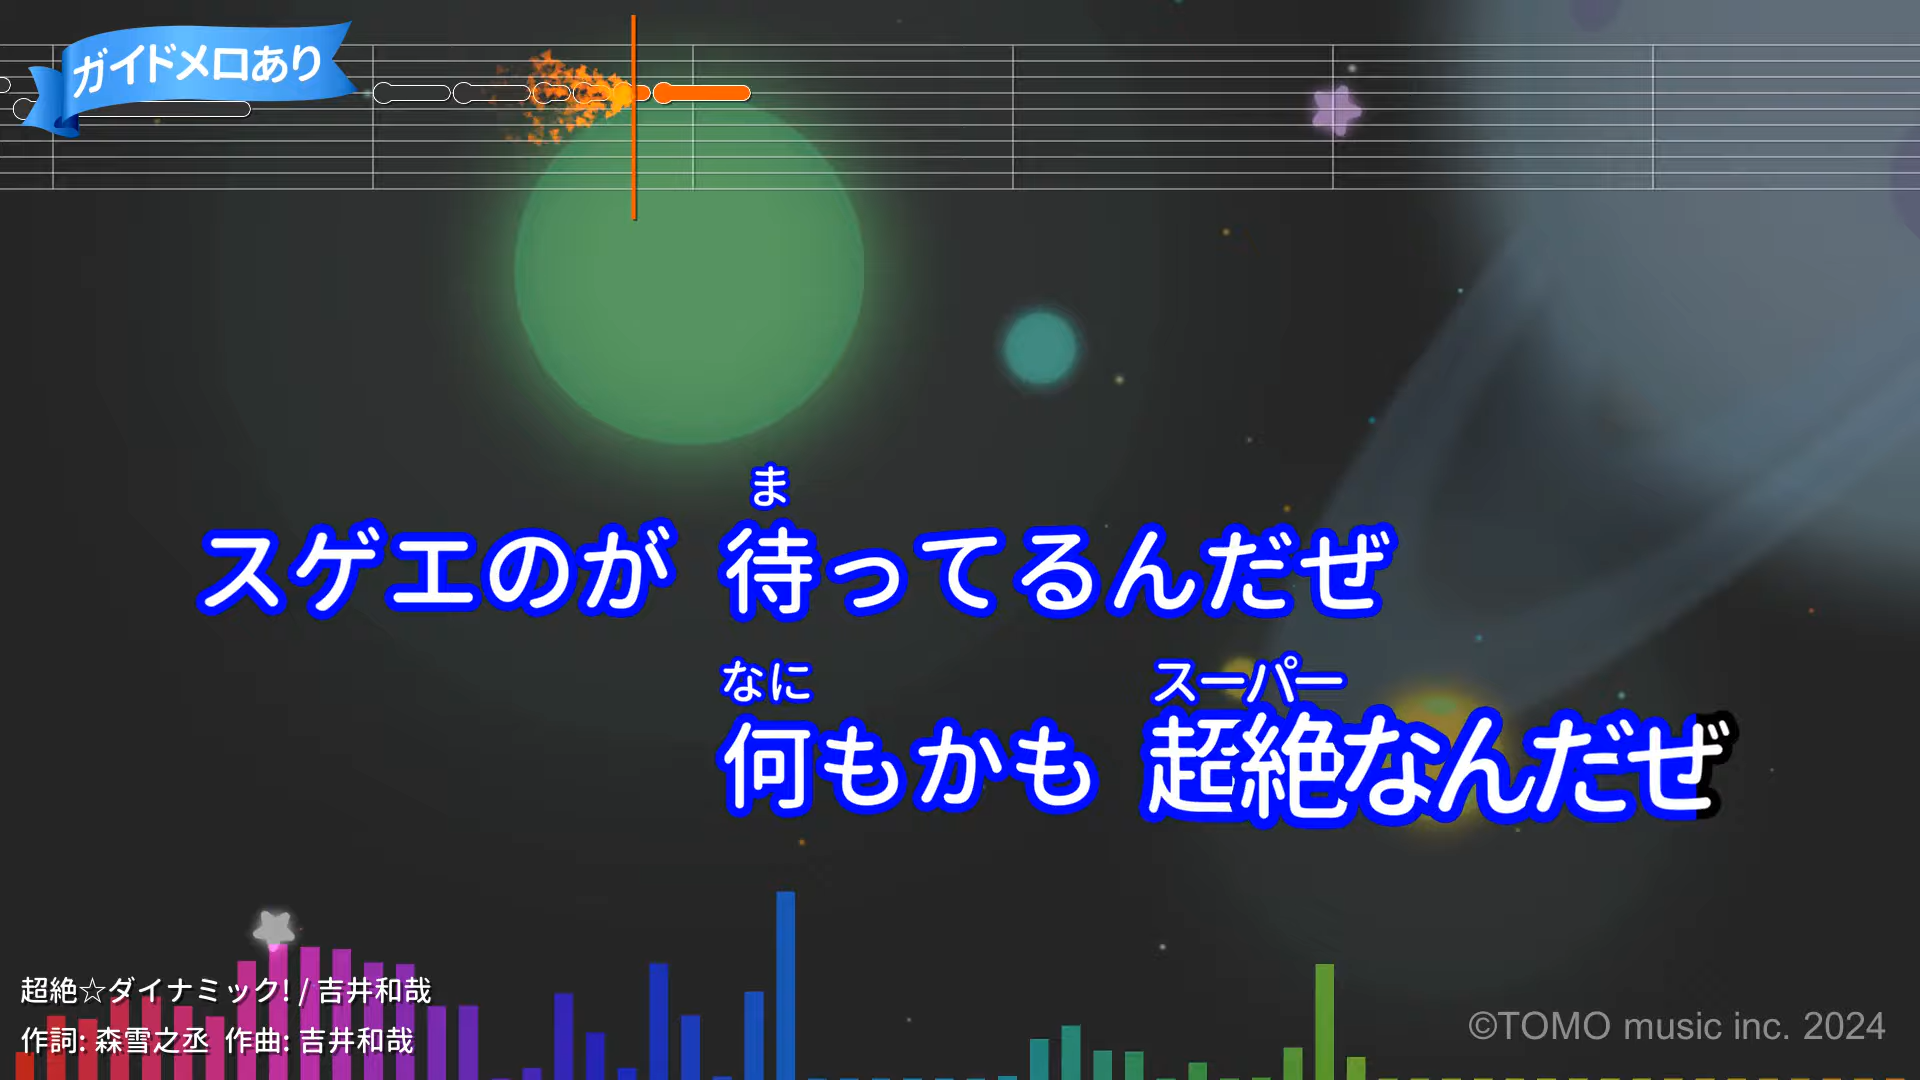 ガイドメロあり
ま
スゲエのが 待ってるんだぜ
なに スーパー
何もかも 超絶なんだぜ
超絶☆ダイナミック! / 吉井和哉
作詞: 森雪之丞 作曲: 吉井和哉
©TOMO music inc. 2024